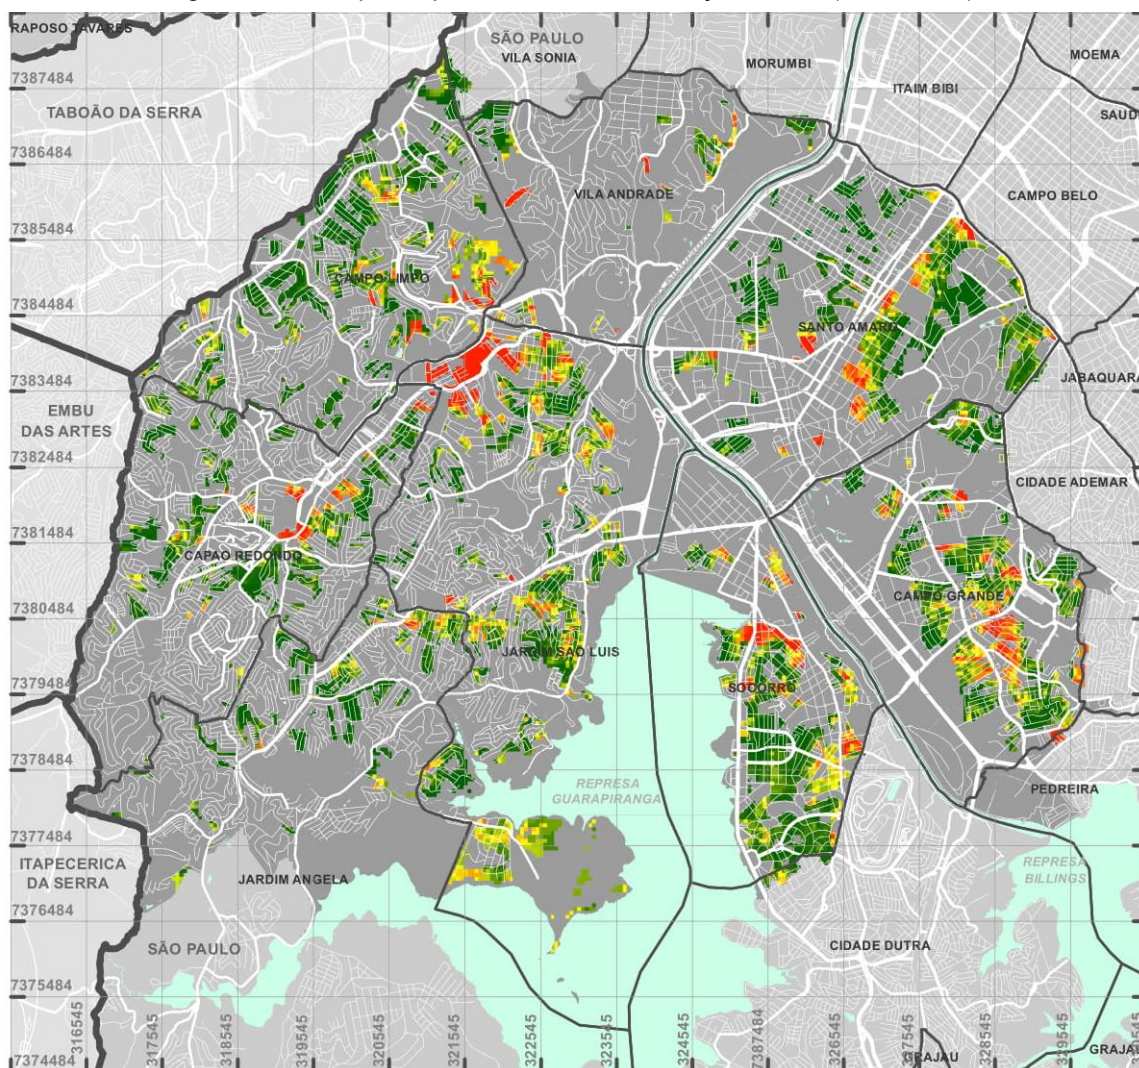 RAPOSO TAVARES
SÃO PAULO
VILA SONIA
MORUMBI
MOEMA
7387484
ITAIM BIBI
TABOÃO DA SERRA
SAUD
7386484
VILA ANDRADE
CAMPO BELO
7385484
CAMPO LIMPO
7384484
SANTO AMARO
7383484
JABAQUARA
EMBU
DAS ARTES
7382484
CIDADE ADEMAR
7381484
CAPAO REDONDO
CAMPO GRANDE
7380484
JARDIM SAO LUIS
SOCORRO
7379484
7378484
REPRESA
GUARAPIRANGA
PEDREIRA
7377484
ITAPECERICA
DA SERRA
JARDIM ANGELA
REPRESA
BILLINGS
7376484
SÃO PAULO
CIDADE DUTRA
7375484
316545
317545
318545
319545
320545
321545
322545
323545
324545
7387484
326545
327545
328545
329545
7374484
GRAJAU
GRAJAU